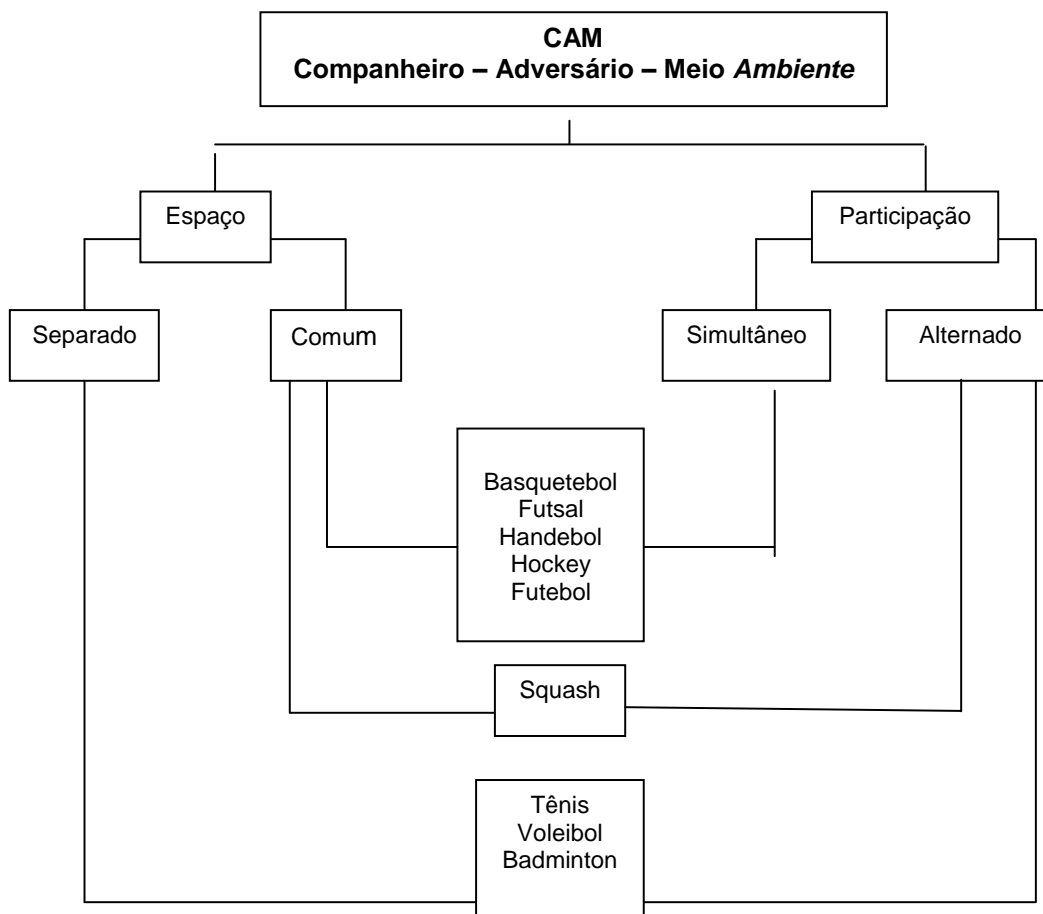 CAM
Companheiro – Adversário – Meio Ambiente
Espaço
Participação
Separado
Comum
Simultâneo
Alternado
Basquetebol
Futsal
Handebol
Hockey
Futebol
Squash
Tênis
Voleibol
Badminton